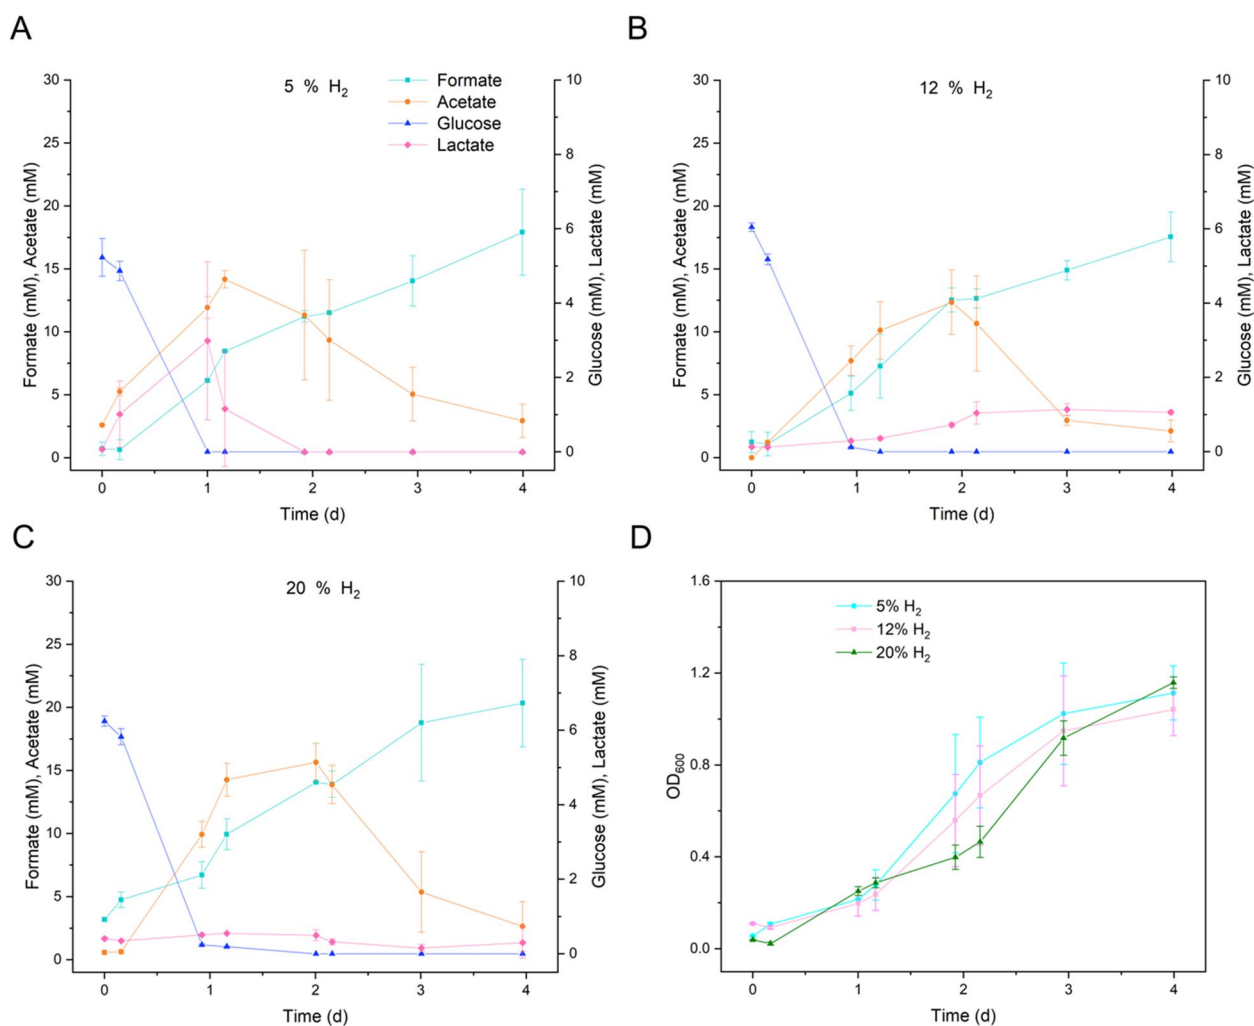 A
5 % H2
Formate
Acetate
Glucose
Lactate
30
25
20
15
10
5
0
10
8
6
4
2
0
0 1 2 3 4
Formate (mM), Acetate (mM)
Glucose (mM), Lactate (mM)
Time (d)
B
12 % H2
30
25
20
15
10
5
0
10
8
6
4
2
0
0 1 2 3 4
Formate (mM), Acetate (mM)
Glucose (mM), Lactate (mM)
Time (d)
C
20 % H2
30
25
20
15
10
5
0
10
8
6
4
2
0
0 1 2 3 4
Formate (mM), Acetate (mM)
Glucose (mM), Lactate (mM)
Time (d)
D
5% H2
12% H2
20% H2
1.6
1.2
0.8
0.4
0.0
0 1 2 3 4
OD600
Time (d)